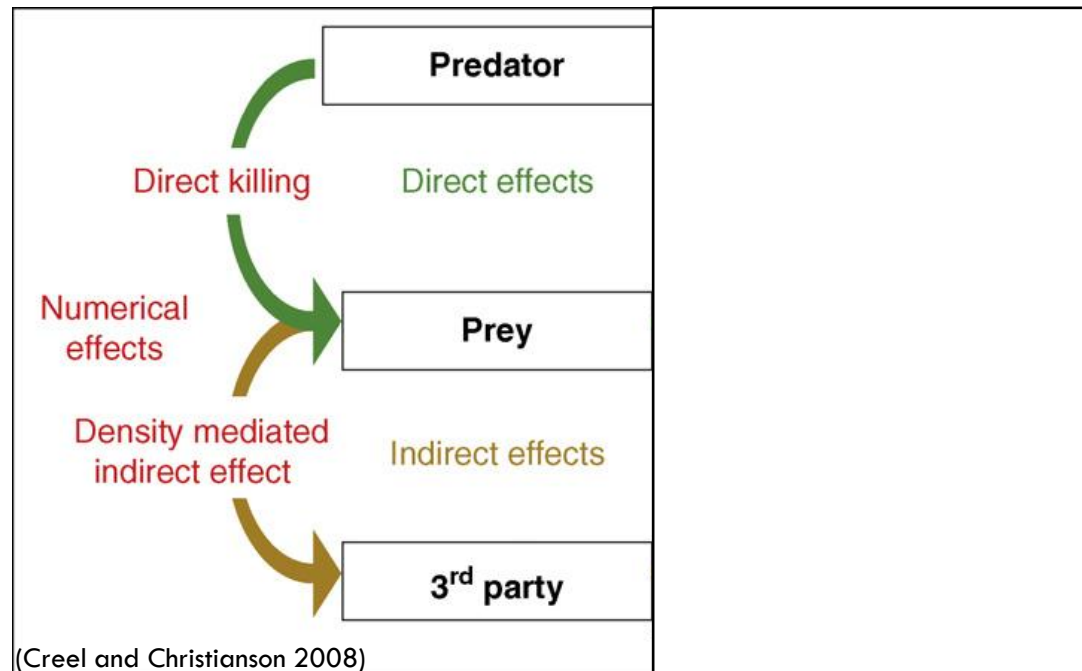 Predator
Direct killing
Direct effects
Numerical
effects
Prey
Density mediated
indirect effect
Indirect effects
3rd party
(Creel and Christianson 2008)